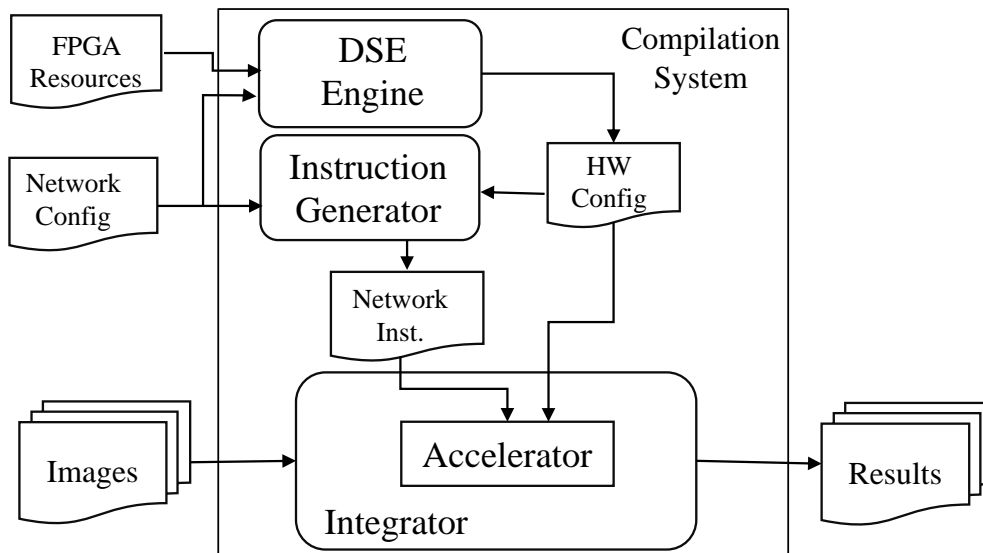 FPGA
Resources
DSE
Engine
Compilation
System
Network
Config
Instruction
Generator
HW
Config
Network
Inst.
Images
Accelerator
Results
Integrator